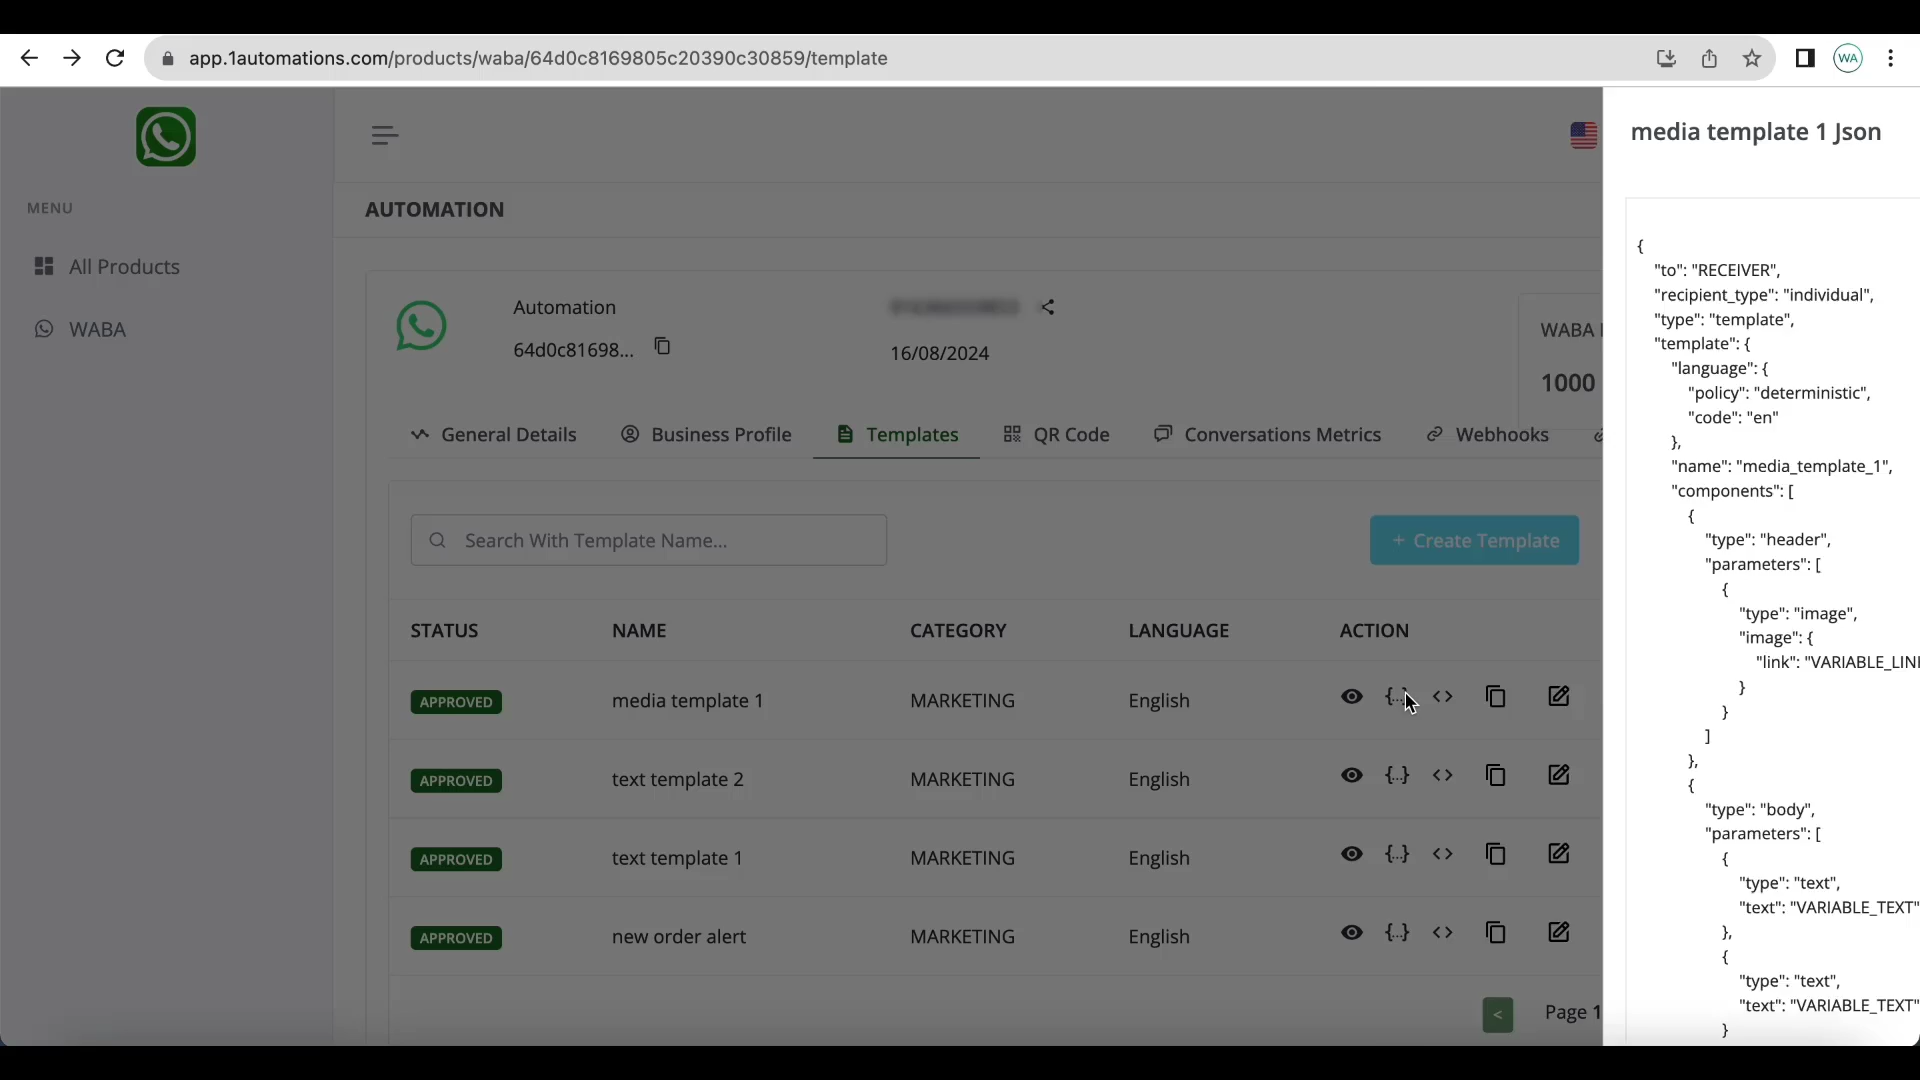 app.1automations.com/products/waba/64d0c8169805c20390c30859/template
WA
MENU
All Products
WABA
AUTOMATION
Automation
64d0c81698...
16/08/2024
WABA
1000
General Details
Business Profile
Templates
QR Code
Conversations Metrics
Webhooks
Search With Template Name...
+ Create Template
STATUS NAME CATEGORY LANGUAGE ACTION
APPROVED media template 1 MARKETING English {...} <>
APPROVED text template 2 MARKETING English {...} <>
APPROVED text template 1 MARKETING English {...} <>
APPROVED new order alert MARKETING English {...} <>
< Page 1
media template 1 Json
{
"to": "RECEIVER",
"recipient_type": "individual",
"type": "template",
"template": {
"language": {
"policy": "deterministic",
"code": "en"
},
"name": "media_template_1",
"components": [
{
"type": "header",
"parameters": [
{
"type": "image",
"image": {
"link": "VARIABLE_LIN
}
}
]
},
{
"type": "body",
"parameters": [
{
"type": "text",
"text": "VARIABLE_TEXT"
},
{
"type": "text",
"text": "VARIABLE_TEXT"
}